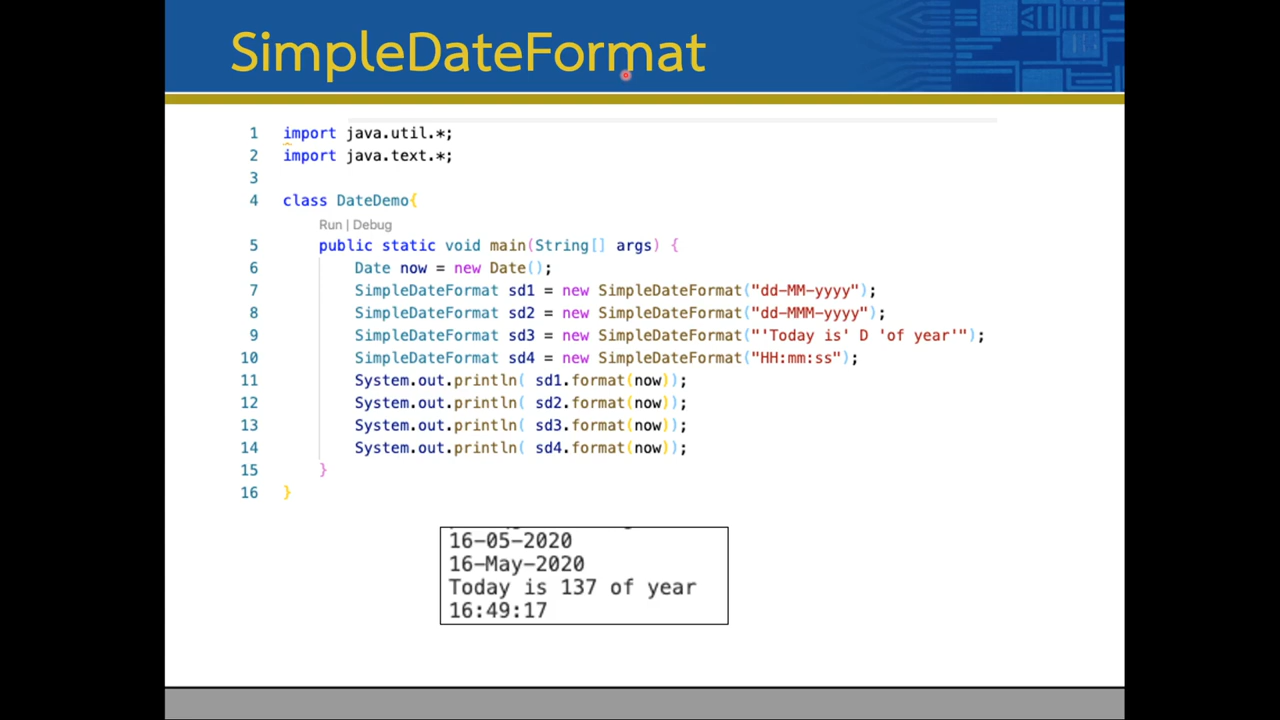 SimpleDateFormat
1 import java.util.*;
2 import java.text.*;
3
4 class DateDemo{
Run | Debug
5 public static void main(String[] args) {
6 Date now = new Date();
7 SimpleDateFormat sd1 = new SimpleDateFormat("dd-MM-yyyy");
8 SimpleDateFormat sd2 = new SimpleDateFormat("dd-MMM-yyyy");
9 SimpleDateFormat sd3 = new SimpleDateFormat("'Today is' D 'of year'");
10 SimpleDateFormat sd4 = new SimpleDateFormat("HH:mm:ss");
11 System.out.println( sd1.format(now));
12 System.out.println( sd2.format(now));
13 System.out.println( sd3.format(now));
14 System.out.println( sd4.format(now));
15 }
16 }
16-05-2020
16-May-2020
Today is 137 of year
16:49:17